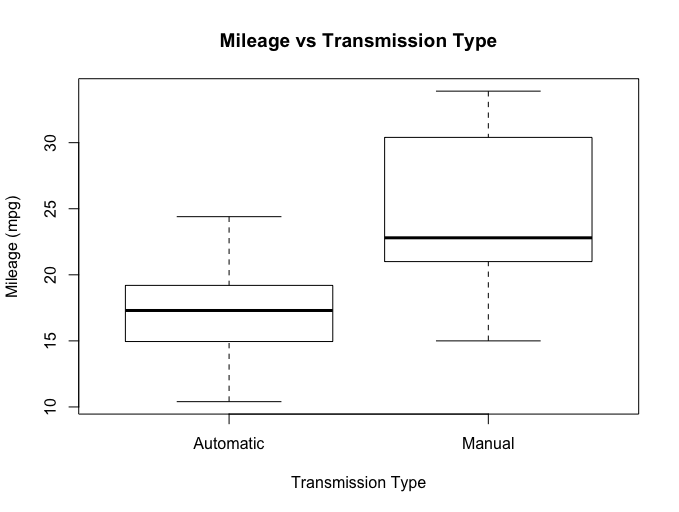 Mileage vs Transmission Type
Mileage (mpg)
30
25
20
15
10
Automatic Manual
Transmission Type